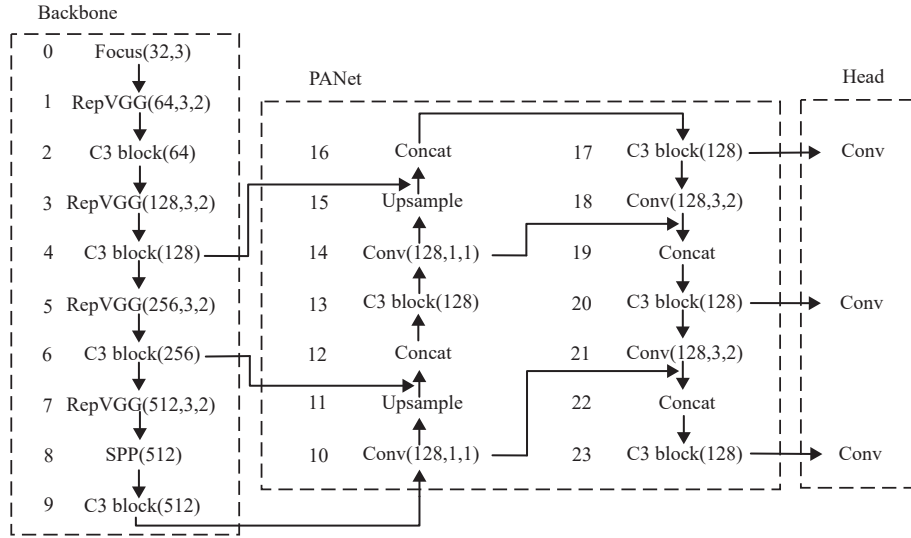 Backbone
0 Focus(32,3)
1 RepVGG(64,3,2)
2 C3 block(64)
3 RepVGG(128,3,2)
4 C3 block(128)
5 RepVGG(256,3,2)
6 C3 block(256)
7 RepVGG(512,3,2)
8 SPP(512)
9 C3 block(512)
PANet
16 Concat
15 Upsample
14 Conv(128,1,1)
13 C3 block(128)
12 Concat
11 Upsample
10 Conv(128,1,1)
17 C3 block(128)
18 Conv(128,3,2)
19 Concat
20 C3 block(128)
21 Conv(128,3,2)
22 Concat
23 C3 block(128)
Head
Conv
Conv
Conv